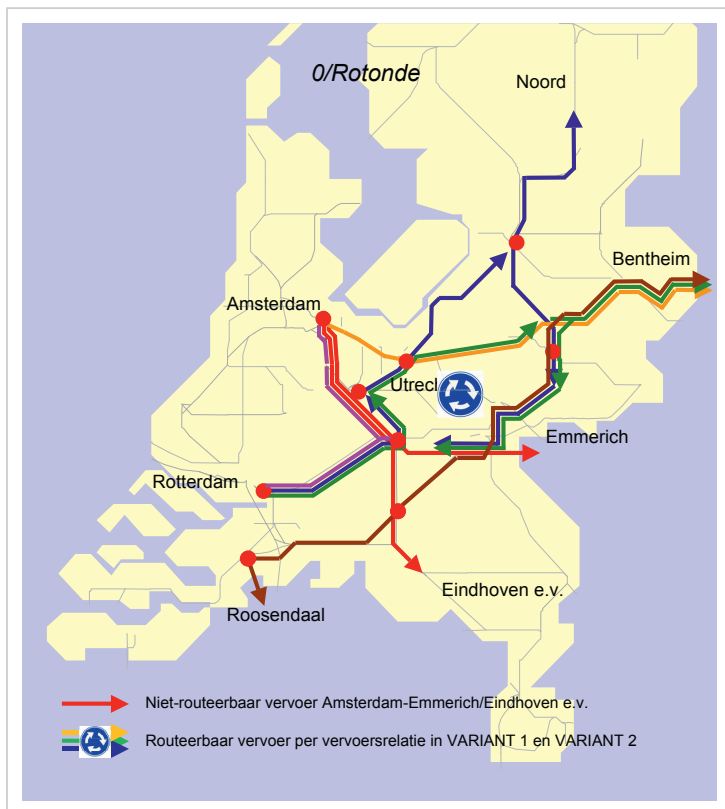 0/Rotonde
Noord
Bentheim
Amsterdam
Utrecl
Emmerich
Rotterdam
Eindhoven e.v.
Roosendaal
Niet-routeerbaar vervoer Amsterdam-Emmerich/Eindhoven e.v.
Routeerbaar vervoer per vervoersrelatie in VARIANT 1 en VARIANT 2